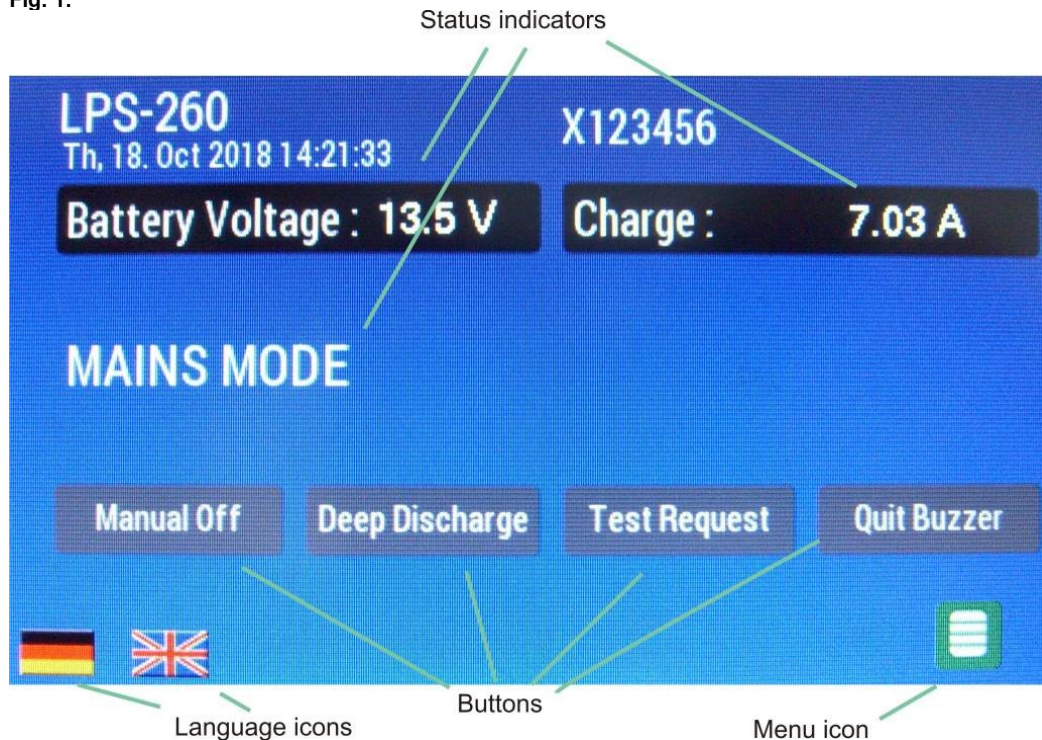 Fig. 1.
Status indicators
LPS-260
X123456
Th, 18. Oct 2018 14:21:33
Battery Voltage : 13.5 V
Charge : 7.03 A
MAINS MODE
Manual Off
Deep Discharge
Test Request
Quit Buzzer
Buttons
Language icons
Menu icon